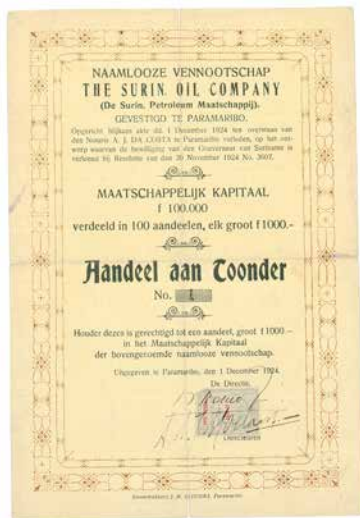 NAAMLOOZE VENNOOTSCHAP
THE SURIN. OIL COMPANY
(De Surin. Petroleum Maatschappij).
GEVESTIGD TE PARAMARIBO.
Opgericht blijkens akte dd. 1 December 1924 ten overstaan van
den Notaris A. J. DA COSTA te Paramaribo verleden, op het ont-
werp waarvan de bewilliging van den Gouverneur van Suriname is
verleend bij Resolutie van den 20 November 1924 No. 3607.
MAATSCHAPPELIJK KAPITAAL
f 100.000
verdeeld in 100 aandeelen, elk groot f 1000.-
Aandeel aan Toonder
No. 1
Houder dezes is gerechtigd tot een aandeel, groot f 1000.-
in het Maatschappelijk Kapitaal
der bovengenoemde naamlooze vennootschap.
Uitgegeven te Paramaribo, den 1 December 1924.
De Directie,
Paramaribo.